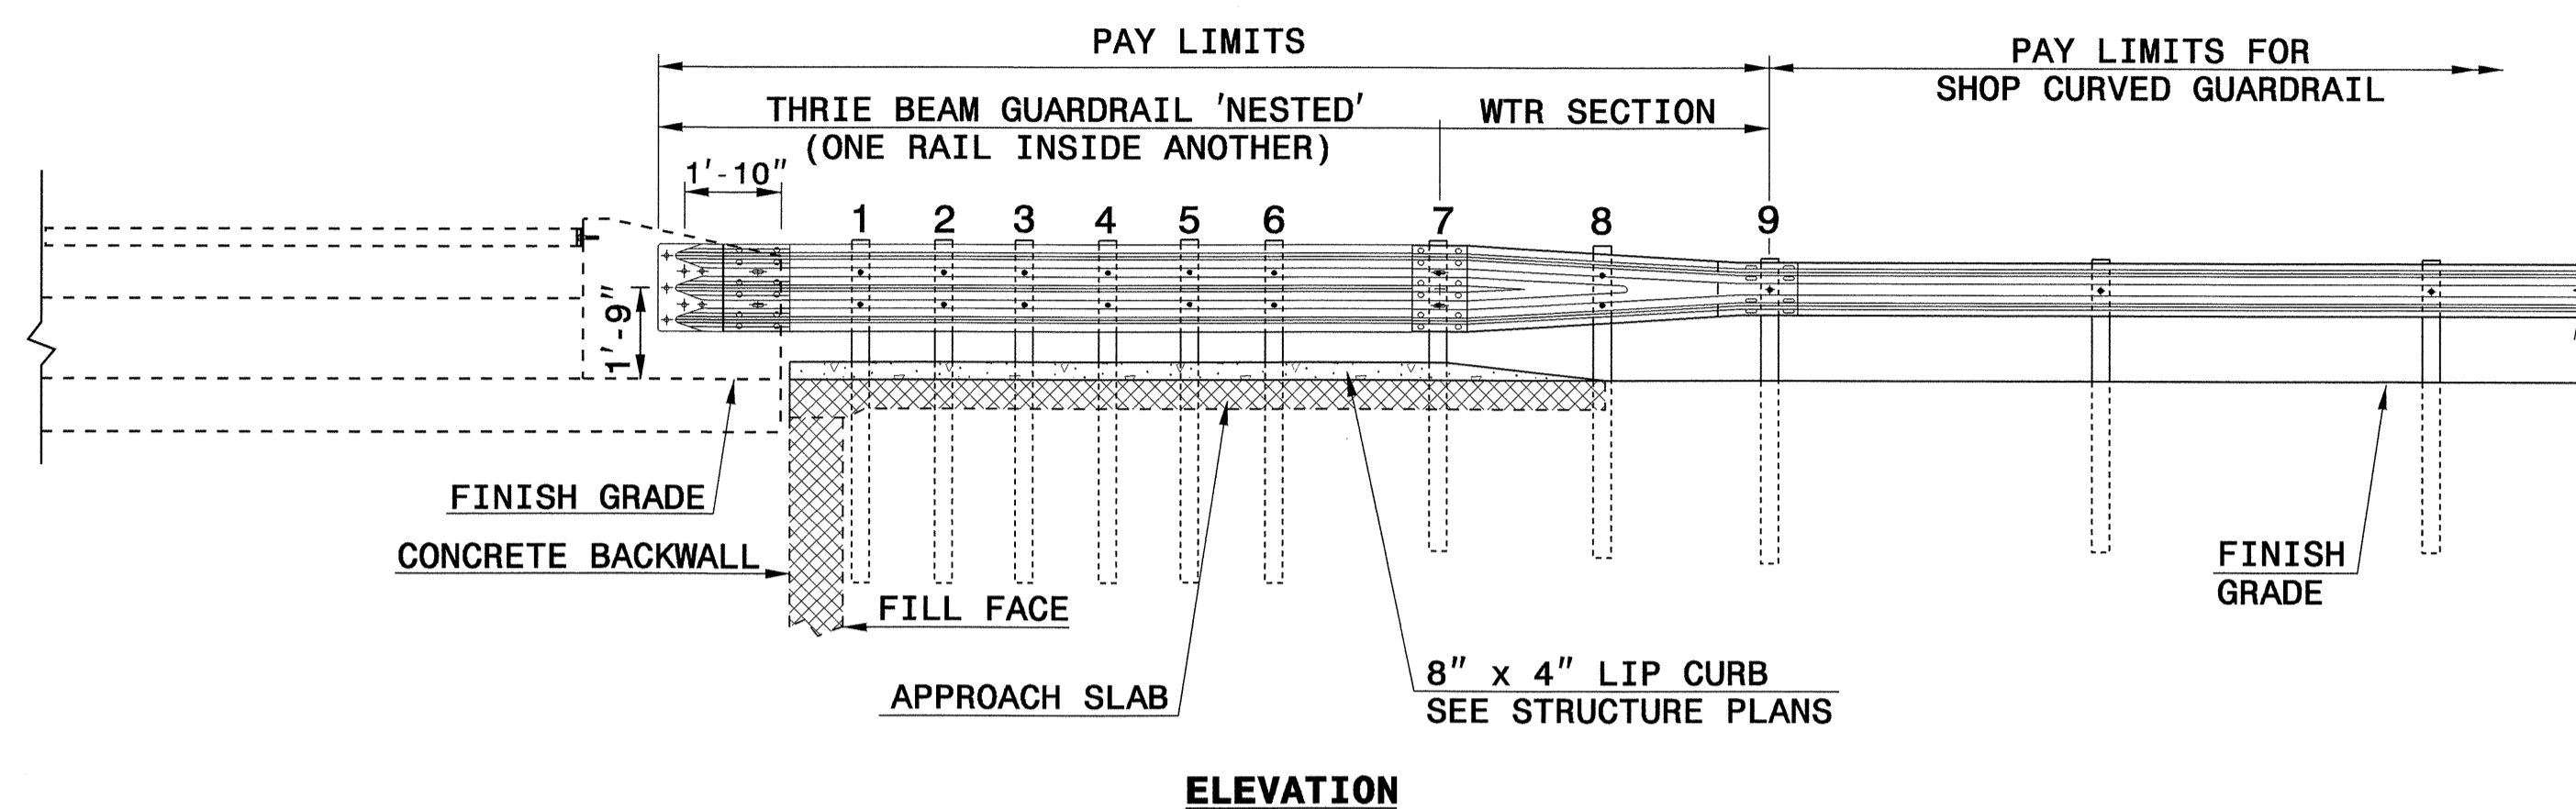 PAY LIMITS
PAY LIMITS FOR
SHOP CURVED GUARDRAIL
THRIE BEAM GUARDRAIL 'NESTED'
(ONE RAIL INSIDE ANOTHER)
WTR SECTION
1'-10"
1 2 3 4 5 6 7 8 9
1'-9"
FINISH GRADE
CONCRETE BACKWALL
FILL FACE
APPROACH SLAB
8" x 4" LIP CURB
SEE STRUCTURE PLANS
FINISH
GRADE
ELEVATION